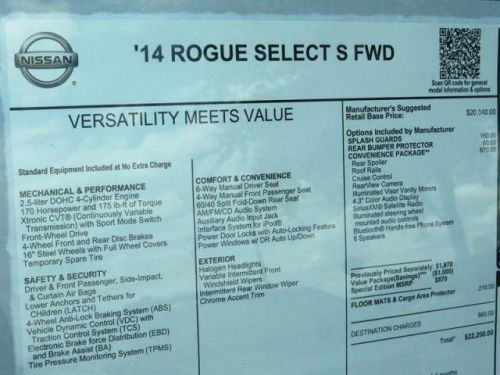 NISSAN
'14 ROGUE SELECT S FWD
Scan QR code for general
model information & options
VERSATILITY MEETS VALUE
Standard Equipment Included at No Extra Charge
MECHANICAL & PERFORMANCE
2.5-liter DOHC 4-Cylinder Engine
170 Horsepower and 175 lb-ft of Torque
Xtronic CVT® (Continuously Variable
Transmission) with Sport Mode Switch
Front-Wheel Drive
4-Wheel Front and Rear Disc Brakes
16" Steel Wheels with Full Wheel Covers
Temporary Spare Tire
SAFETY & SECURITY
Driver & Front Passenger, Side-Impact,
& Curtain Air Bags
Lower Anchors and Tethers for
Children (LATCH)
4-Wheel Anti-Lock Braking System (ABS)
Vehicle Dynamic Control (VDC) with
Traction Control System (TCS)
Electronic Brake force Distribution (EBD)
and Brake Assist (BA)
Tire Pressure Monitoring System (TPMS)
COMFORT & CONVENIENCE
6-Way Manual Driver Seat
4-Way Manual Front Passenger Seat
60/40 Split Fold-Down Rear Seat
AM/FM/CD Audio System
Auxiliary Audio Input Jack
Interface System for iPod®
Power Door Locks with Auto-Locking Feature
Power Windows w/ DR Auto Up/Down
EXTERIOR
Halogen Headlights
Variable Intermittent Front
Windshield Wipers
Intermittent Rear Window Wiper
Chrome Accent Trim
Manufacturer's Suggested
Retail Base Price: $20,040.00
Options Included by Manufacturer
SPLASH GUARDS 160.00
REAR BUMPER PROTECTOR 60.00
CONVENIENCE PACKAGE** 870.00
Rear Spoiler
Roof Rails
Cruise Control
RearView Camera
Illuminated Visor Vanity Mirrors
4.3" Color Audio Display
SiriusXM® Satellite Radio
Illuminated steering wheel
mounted audio controls
Bluetooth® Hands-free Phone System
6 Speakers
Previously Priced Separately: $1,870
Value Package(Savings)*** ($1,000)
Special Edition MSRP $870
FLOOR MATS & Cargo Area Protector 210.00
DESTINATION CHARGES 860.00
Total* $22,200.00